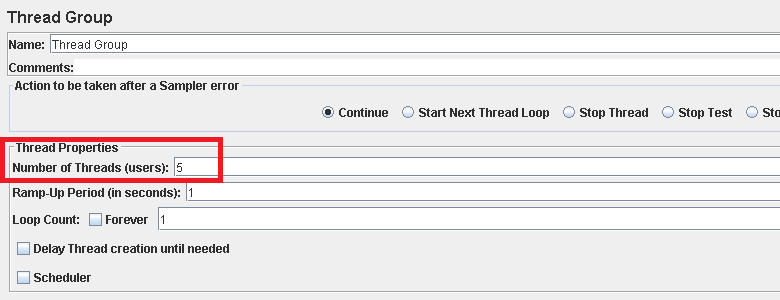 Thread Group
Name: Thread Group
Comments:
Action to be taken after a Sampler error
Continue Start Next Thread Loop Stop Thread Stop Test Sto
Thread Properties
Number of Threads (users): 5
Ramp-Up Period (in seconds): 1
Loop Count: Forever 1
Delay Thread creation until needed
Scheduler